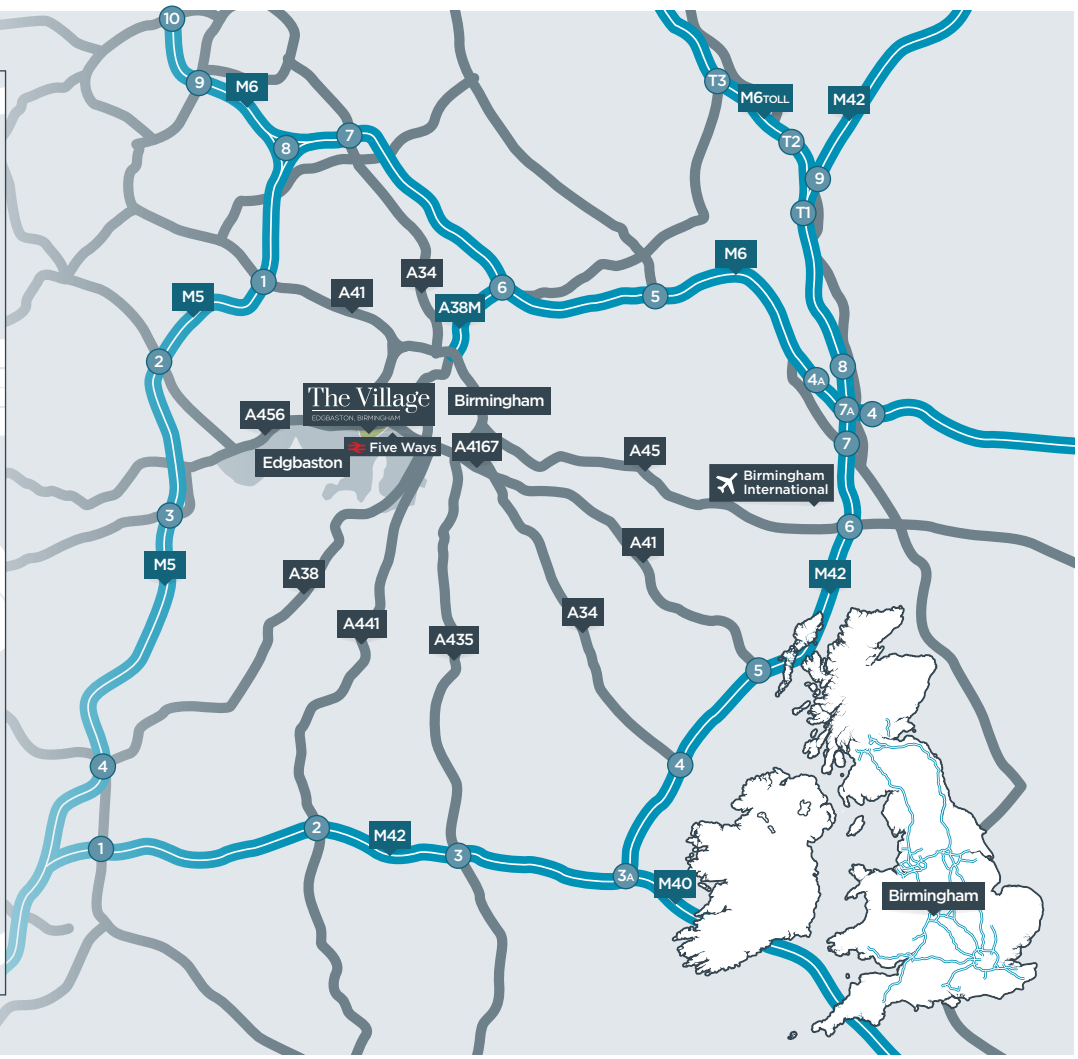 10
9
M6
T3
M6TOLL
M42
8
7
T2
9
T1
M6
A34
1
A41
M5
6
5
A38M
2
8
4A
7A
4
The Village
EDGBASTON, BIRMINGHAM
Birmingham
A456
Five Ways
A4167
7
Edgbaston
A45
Birmingham
International
3
6
A41
M5
A38
M42
A34
A441
A435
5
4
4
2
M42
1
3
3A
M40
Birmingham